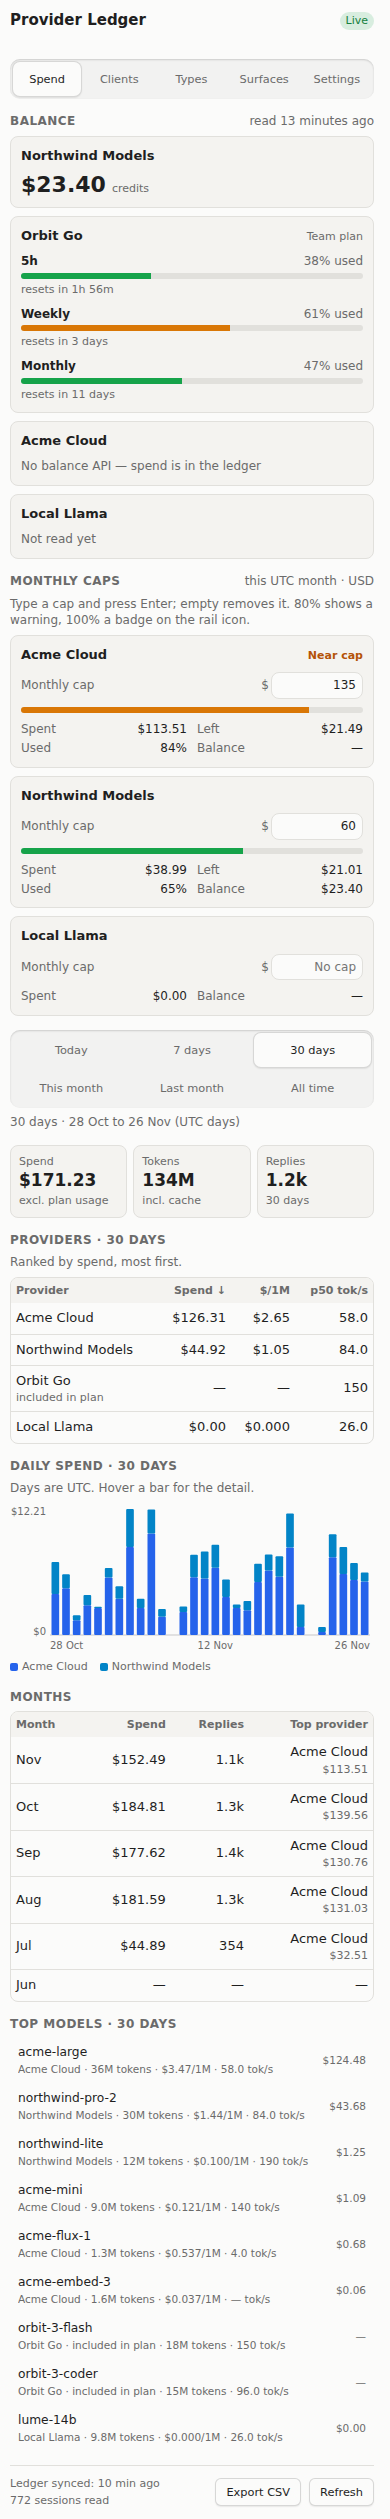 Provider Ledger
Live
Spend Clients Types Surfaces Settings
BALANCE read 13 minutes ago
Northwind Models
$23.40 credits
Orbit Go Team plan
5h 38% used
resets in 1h 56m
Weekly 61% used
resets in 3 days
Monthly 47% used
resets in 11 days
Acme Cloud
No balance API — spend is in the ledger
Local Llama
Not read yet
MONTHLY CAPS this UTC month · USD
Type a cap and press Enter; empty removes it. 80% shows a
warning, 100% a badge on the rail icon.
Acme Cloud Near cap
Monthly cap $ 135
Spent $113.51 Left $21.49
Used 84% Balance —
Northwind Models
Monthly cap $ 60
Spent $38.99 Left $21.01
Used 65% Balance $23.40
Local Llama
Monthly cap $ No cap
Spent $0.00 Balance —
Today 7 days 30 days
This month Last month All time
30 days · 28 Oct to 26 Nov (UTC days)
Spend Tokens Replies
$171.23 134M 1.2k
excl. plan usage incl. cache 30 days
PROVIDERS · 30 DAYS
Ranked by spend, most first.
Provider Spend ↓ $/1M p50 tok/s
Acme Cloud $126.31 $2.65 58.0
Northwind Models $44.92 $1.05 84.0
Orbit Go — — 150
included in plan
Local Llama $0.00 $0.000 26.0
DAILY SPEND · 30 DAYS
Days are UTC. Hover a bar for the detail.
$12.21
$0
28 Oct 12 Nov 26 Nov
Acme Cloud Northwind Models
MONTHS
Month Spend Replies Top provider
Nov $152.49 1.1k Acme Cloud
$113.51
Oct $184.81 1.3k Acme Cloud
$139.56
Sep $177.62 1.4k Acme Cloud
$130.76
Aug $181.59 1.3k Acme Cloud
$131.03
Jul $44.89 354 Acme Cloud
$32.51
Jun — — —
TOP MODELS · 30 DAYS
acme-large $124.48
Acme Cloud · 36M tokens · $3.47/1M · 58.0 tok/s
northwind-pro-2 $43.68
Northwind Models · 30M tokens · $1.44/1M · 84.0 tok/s
northwind-lite $1.25
Northwind Models · 12M tokens · $0.100/1M · 190 tok/s
acme-mini $1.09
Acme Cloud · 9.0M tokens · $0.121/1M · 140 tok/s
acme-flux-1 $0.68
Acme Cloud · 1.3M tokens · $0.537/1M · 4.0 tok/s
acme-embed-3 $0.06
Acme Cloud · 1.6M tokens · $0.037/1M · — tok/s
orbit-3-flash —
Orbit Go · included in plan · 18M tokens · 150 tok/s
orbit-3-coder —
Orbit Go · included in plan · 15M tokens · 96.0 tok/s
lume-14b $0.00
Local Llama · 9.8M tokens · $0.000/1M · 26.0 tok/s
Ledger synced: 10 min ago
772 sessions read
Export CSV Refresh